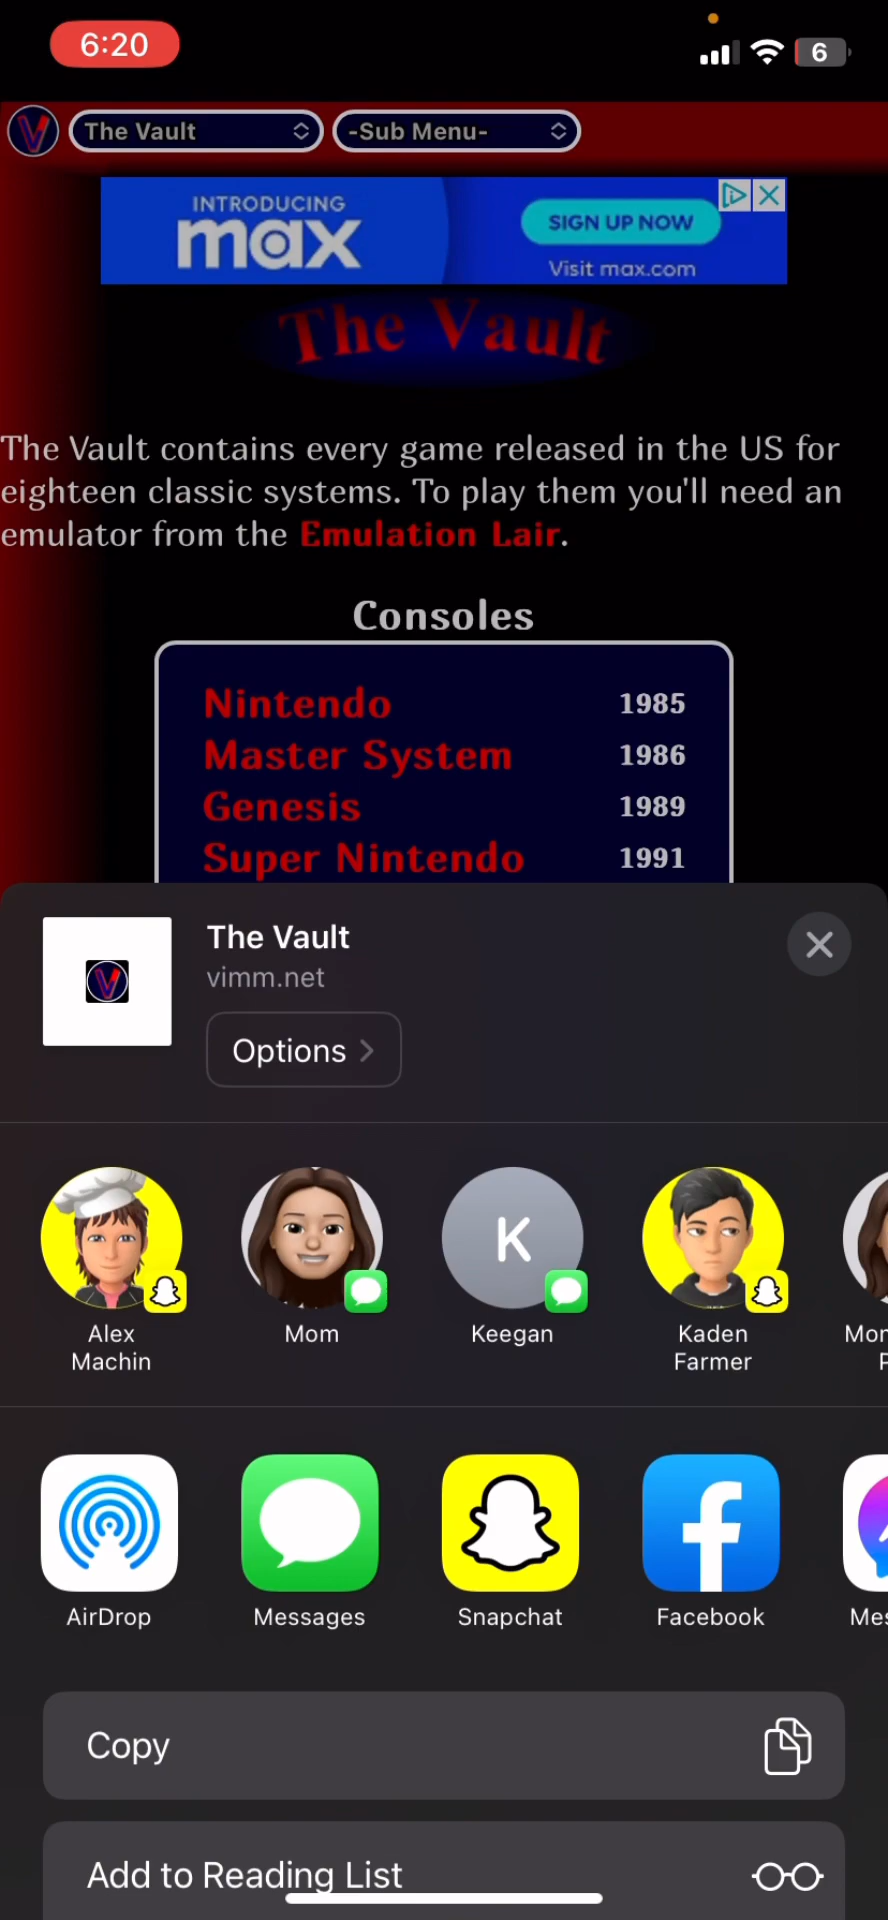 6:20
6
The Vault
-Sub Menu-
INTRODUCING
max
SIGN UP NOW
Visit max.com
The Vault
The Vault contains every game released in the US for
eighteen classic systems. To play them you'll need an
emulator from the Emulation Lair.
Consoles
Nintendo 1985
Master System 1986
Genesis 1989
Super Nintendo 1991
The Vault
vimm.net
Options
Alex
Machin
Mom
K
Keegan
Kaden
Farmer
AirDrop
Messages
Snapchat
Facebook
Copy
Add to Reading List